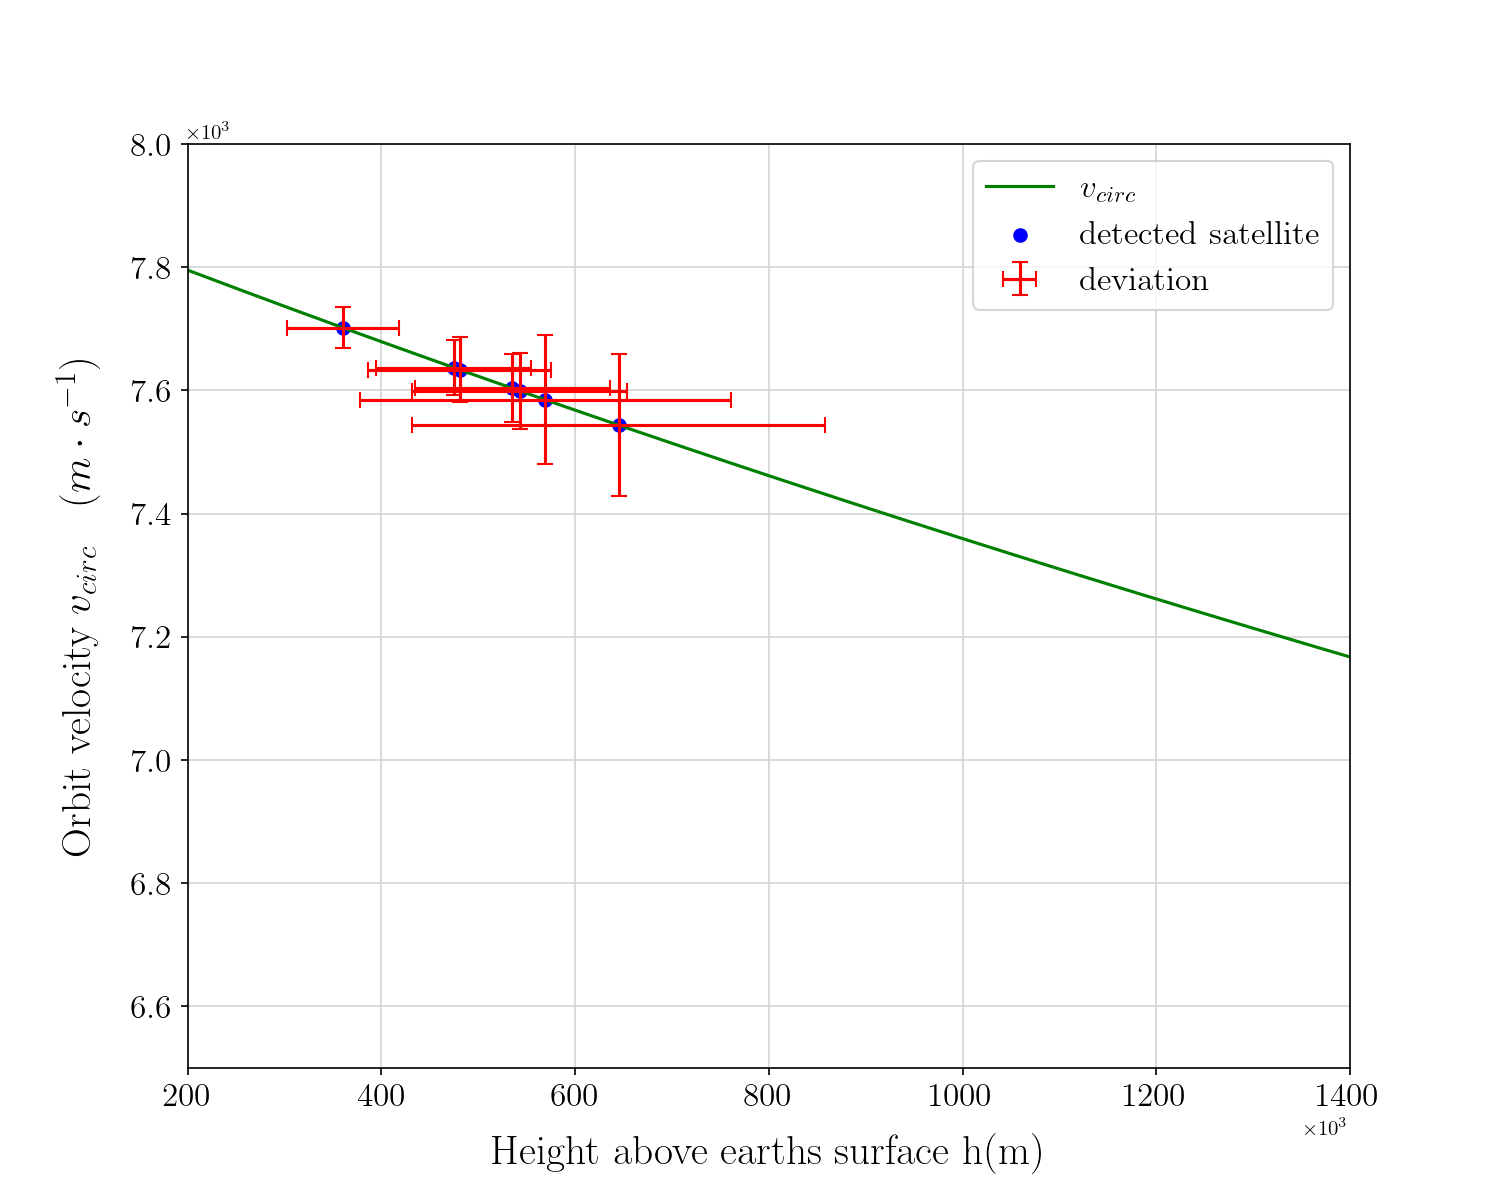 ×10³
8.0
7.8
7.6
7.4
7.2
7.0
6.8
6.6
v_circ
detected satellite
deviation
Orbit velocity v_circ (m · s⁻¹)
200 400 600 800 1000 1200 1400
×10³
Height above earths surface h(m)